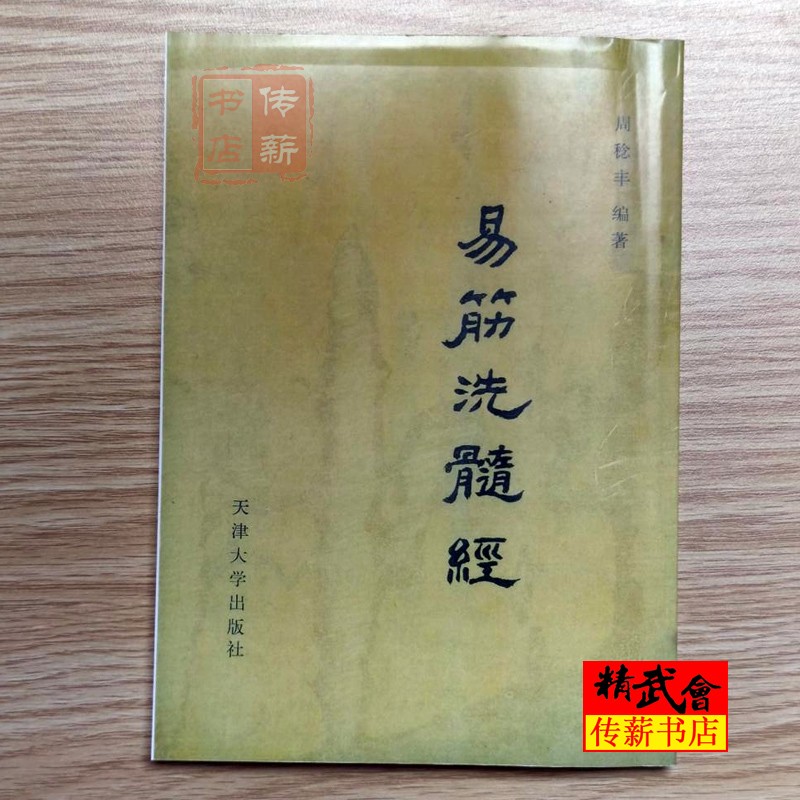 传薪
书店
周稔丰 编著
易筋洗髓經
天津大学出版社
精武會
传薪书店